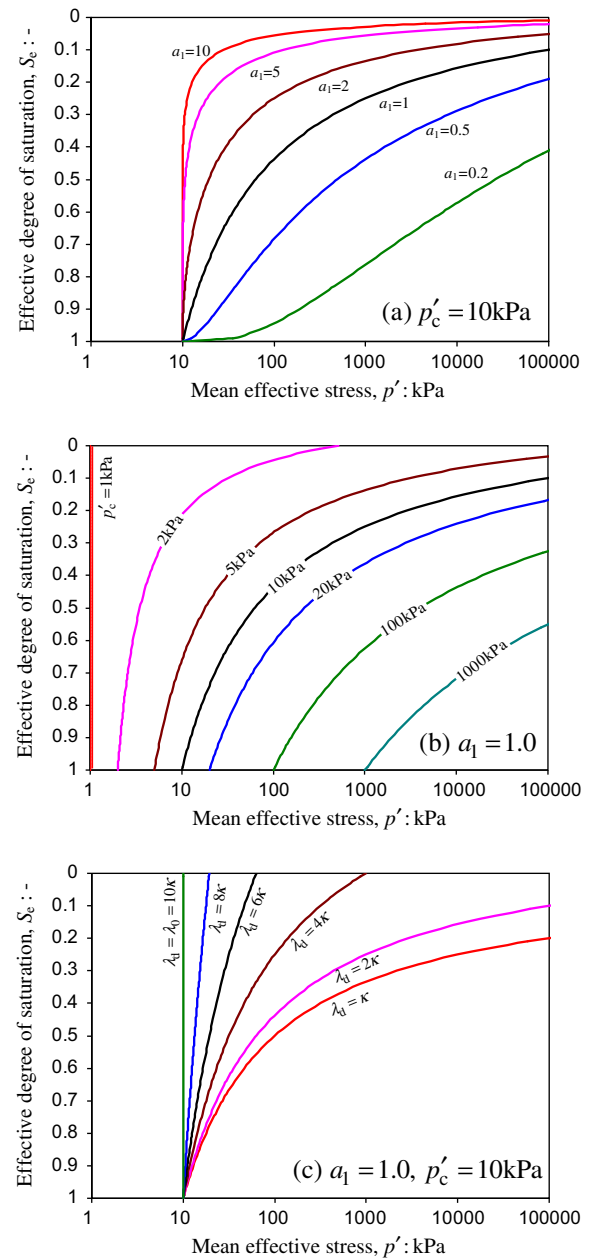 0
0.1
0.2
0.3
0.4
0.5
0.6
0.7
0.8
0.9
1
Effective degree of saturation, Se : -
a1=10
a1=5
a1=2
a1=1
a1=0.5
a1=0.2
(a) p′c = 10kPa
1 10 100 1000 10000 100000
Mean effective stress, p′ : kPa
0
0.1
0.2
0.3
0.4
0.5
0.6
0.7
0.8
0.9
1
Effective degree of saturation, Se : -
p′c = 1kPa
2kPa
5kPa
10kPa
20kPa
100kPa
1000kPa
(b) a1 = 1.0
1 10 100 1000 10000 100000
Mean effective stress, p′ : kPa
0
0.1
0.2
0.3
0.4
0.5
0.6
0.7
0.8
0.9
1
Effective degree of saturation, Se : -
λd = λ0 = 10κ
λd = 8κ
λd = 6κ
λd = 4κ
λd = 2κ
λd = κ
(c) a1 = 1.0, p′c = 10kPa
1 10 100 1000 10000 100000
Mean effective stress, p′ : kPa